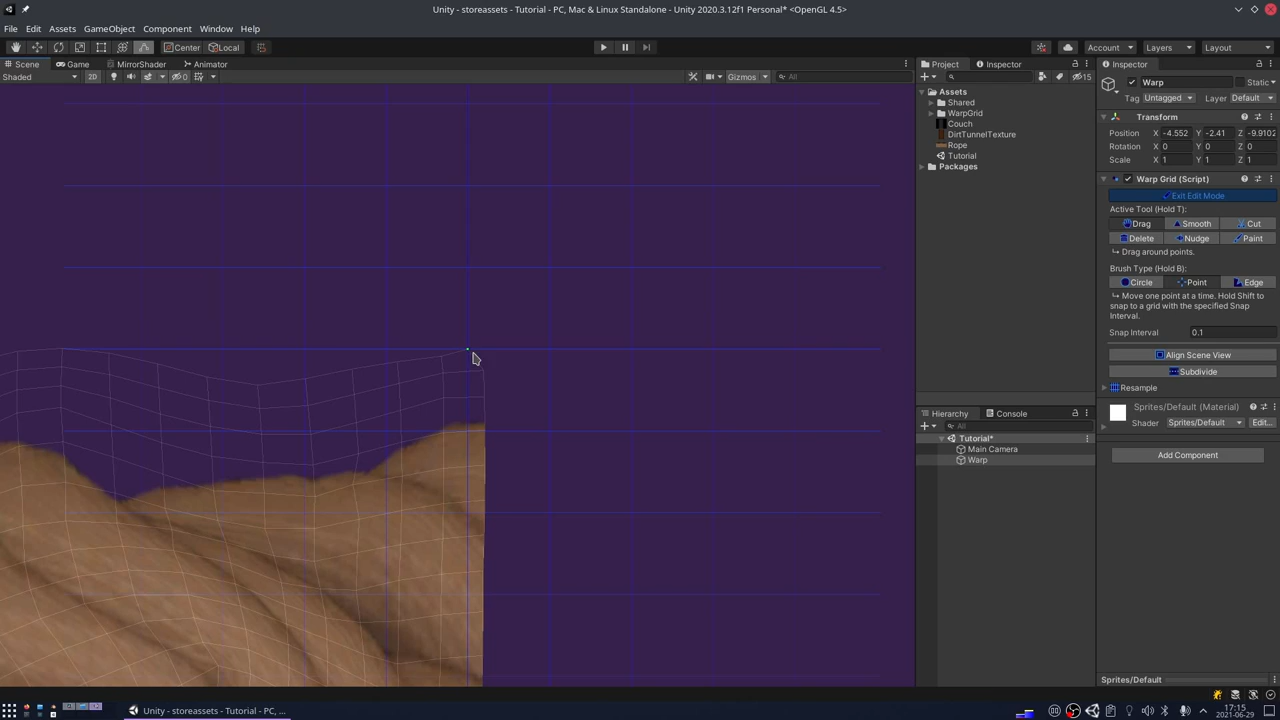 Unity - storeassets - Tutorial - PC, Mac & Linux Standalone - Unity 2020.3.12f1 Personal* <OpenGL 4.5>
File Edit Assets GameObject Component Window Help
Center Local Account Layers Layout
Scene Game MirrorShader Animator
Shaded 2D 0 Gizmos All
Project Inspector
15
Assets
Shared
WarpGrid
Couch
DirtTunnelTexture
Rope
Tutorial
Packages
Hierarchy Console
All
Tutorial*
Main Camera
Warp
Inspector
Warp Static
Tag Untagged Layer Default
Transform
Position X -4.552 Y -2.41 Z -9.9102
Rotation X 0 Y 0 Z 0
Scale X 1 Y 1 Z 1
Warp Grid (Script)
Exit Edit Mode
Active Tool (Hold T):
Drag Smooth Cut
Delete Nudge Paint
Drag around points.
Brush Type (Hold B):
Circle Point Edge
Move one point at a time. Hold Shift to
snap to a grid with the specified Snap
Interval.
Snap Interval 0.1
Align Scene View
Subdivide
Resample
Sprites/Default (Material)
Shader Sprites/Default Edit...
Add Component
Sprites/Default
Unity - storeassets - Tutorial - PC, ...
17:15
2021-06-29